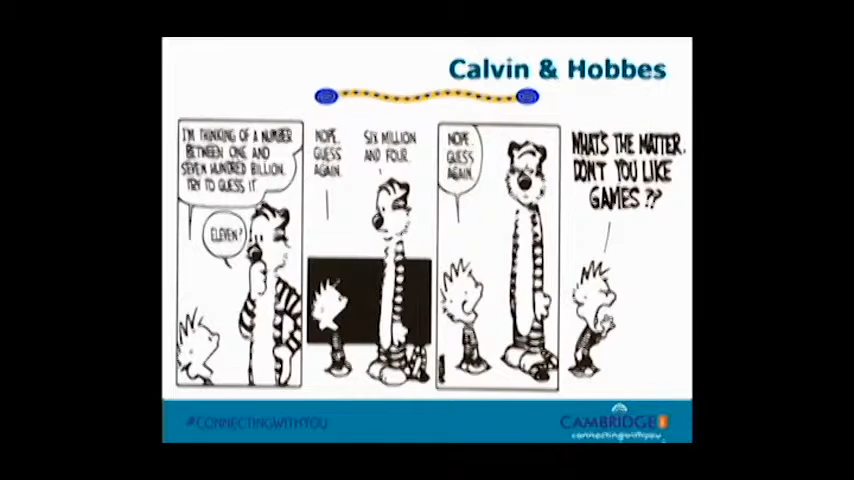 Calvin & Hobbes
I'M THINKING OF A NUMBER
BETWEEN ONE AND
SEVEN HUNDRED BILLION.
TRY TO GUESS IT
ELEVEN?
NOPE.
GUESS
AGAIN.
SIX MILLION
AND FOUR.
NOPE.
GUESS
AGAIN.
WHAT'S THE MATTER.
DON'T YOU LIKE
GAMES??
#CONNECTINGWITHYOU
CAMBRIDGE
connectingwithyou